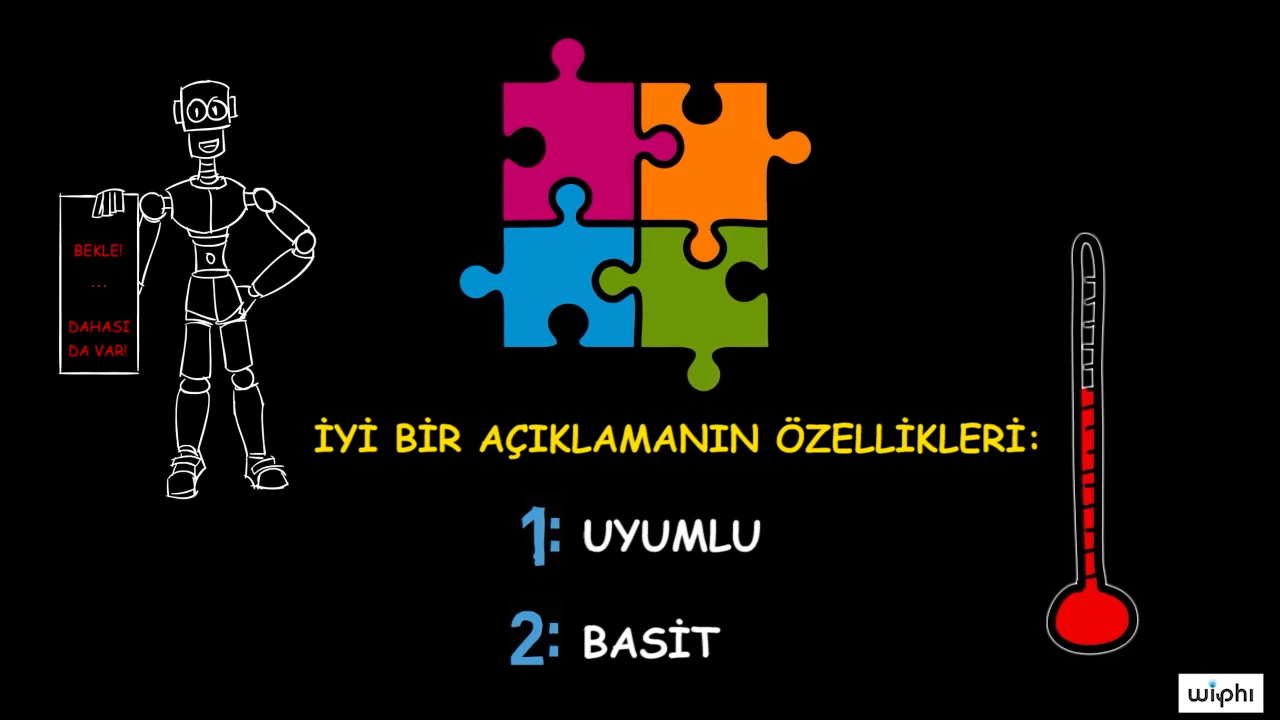 BEKLE!
...
DAHASI
DA VAR!
İYİ BİR AÇIKLAMANIN ÖZELLİKLERİ:
1: UYUMLU
2: BASİT
wiphi